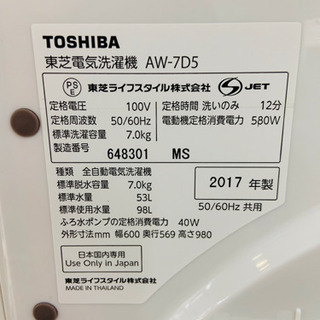 TOSHIBA
東芝電気洗濯機 AW-7D5
PS E 東芝ライフスタイル株式会社 S JET
定格電圧 100V 定格時間 洗いのみ 12分
定格周波数 50/60Hz 電動機定格消費電力 580W
標準洗濯容量 7.0kg
製造番号 648301 MS
種類 全自動電気洗濯機
標準脱水容量 7.0kg 2017 年製
標準水量 53L
標準使用水量 98L 50/60Hz 共用
ふろ水ポンプの定格消費電力 40W
外形寸法mm 幅600 奥行569 高さ980
日本国内専用
Use only in Japan
東芝ライフスタイル株式会社
MADE IN THAILAND